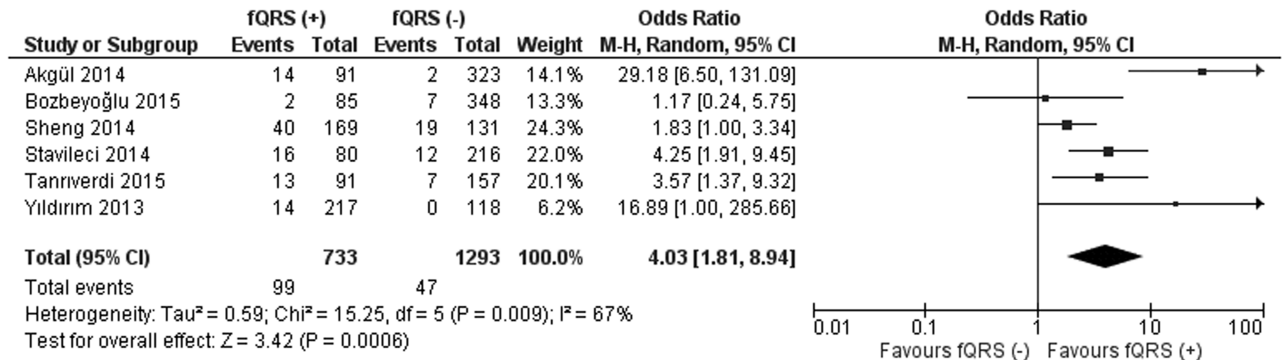 fQRS (+) fQRS (-) Odds Ratio Odds Ratio
Study or Subgroup Events Total Events Total Weight M-H, Random, 95% CI M-H, Random, 95% CI
Akgül 2014 14 91 2 323 14.1% 29.18 [6.50, 131.09]
Bozbeyoğlu 2015 2 85 7 348 13.3% 1.17 [0.24, 5.75]
Sheng 2014 40 169 19 131 24.3% 1.83 [1.00, 3.34]
Stavileci 2014 16 80 12 216 22.0% 4.25 [1.91, 9.45]
Tanrıverdi 2015 13 91 7 157 20.1% 3.57 [1.37, 9.32]
Yıldırım 2013 14 217 0 118 6.2% 16.89 [1.00, 285.66]
Total (95% CI) 733 1293 100.0% 4.03 [1.81, 8.94]
Total events 99 47
Heterogeneity: Tau² = 0.59; Chi² = 15.25, df = 5 (P = 0.009); I² = 67%
Test for overall effect: Z = 3.42 (P = 0.0006)
0.01 0.1 1 10 100
Favours fQRS (-) Favours fQRS (+)